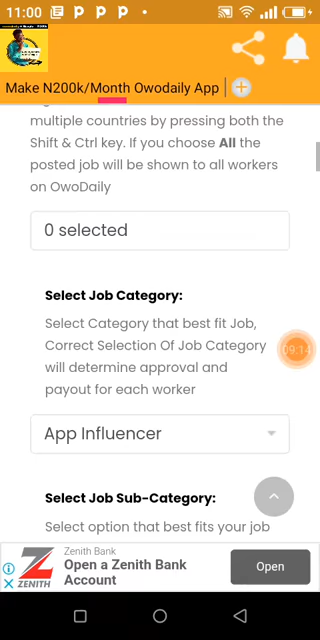 11:00
Make N200k/Month Owodaily App
multiple countries by pressing both the
Shift & Ctrl key. If you choose All the
posted job will be shown to all workers
on OwoDaily
0 selected
Select Job Category:
Select Category that best fit Job,
Correct Selection Of Job Category
will determine approval and
payout for each worker
09:14
App Influencer
Select Job Sub-Category:
Select option that best fits your job
Zenith Bank
Open a Zenith Bank
Account
Open
ZENITH